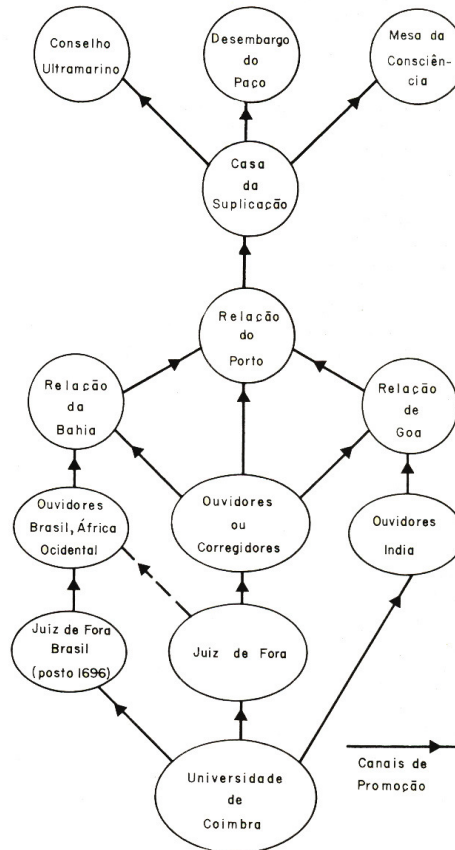 Conselho
Ultramarino
Desembargo
do
Paço
Mesa da
Consciên-
cia
Casa
da
Suplicação
Relação
do
Porto
Relação
da
Bahia
Relação
de
Goa
Ouvidores
Brasil, África
Ocidental
Ouvidores
ou
Corregidores
Ouvidores
India
Juiz de Fora
Brasil
(posto 1696)
Juiz de Fora
Universidade
de
Coimbra
Canais de
Promoção